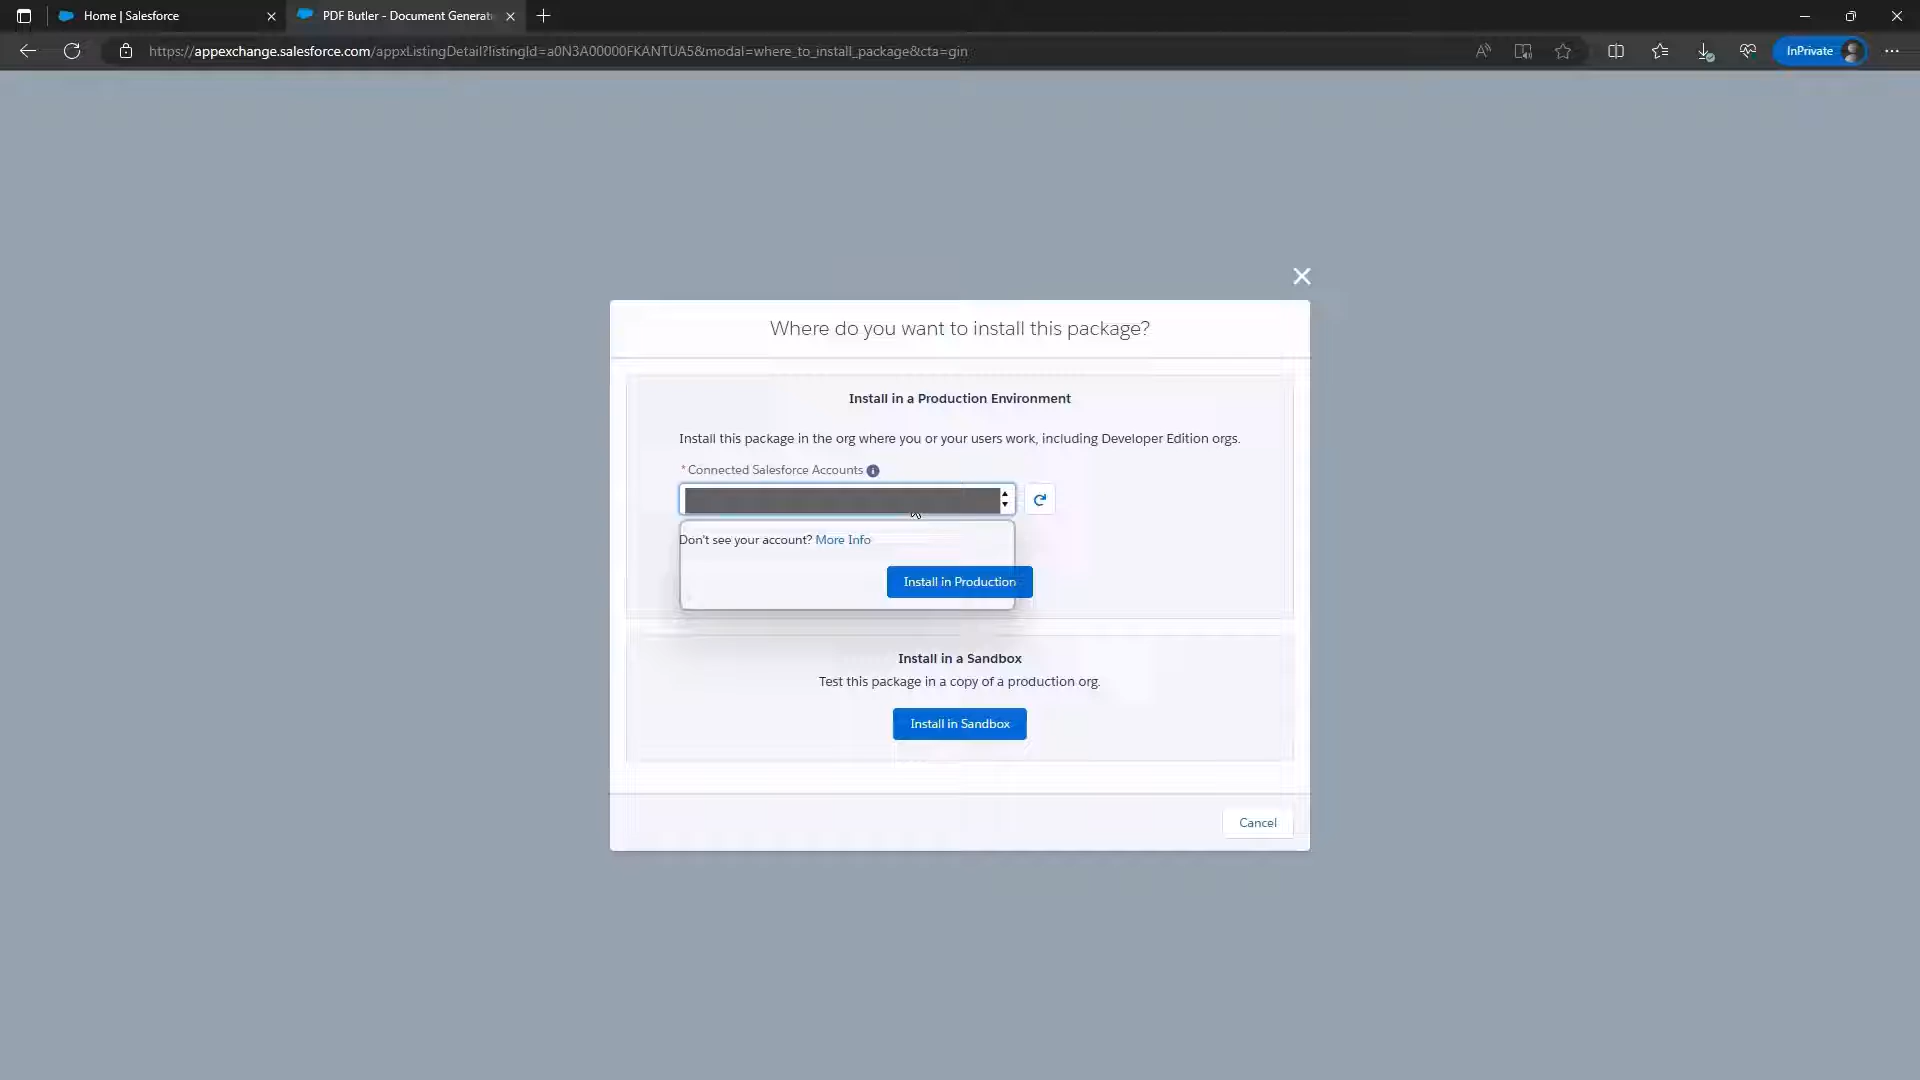 Home | Salesforce
PDF Butler - Document Generat
https://appexchange.salesforce.com/appxListingDetail?listingId=a0N3A00000FKANTUA5&modal=where_to_install_package&cta=gin
InPrivate
Where do you want to install this package?
Install in a Production Environment
Install this package in the org where you or your users work, including Developer Edition orgs.
*Connected Salesforce Accounts
Don't see your account? More Info
Install in Production
Install in a Sandbox
Test this package in a copy of a production org.
Install in Sandbox
Cancel